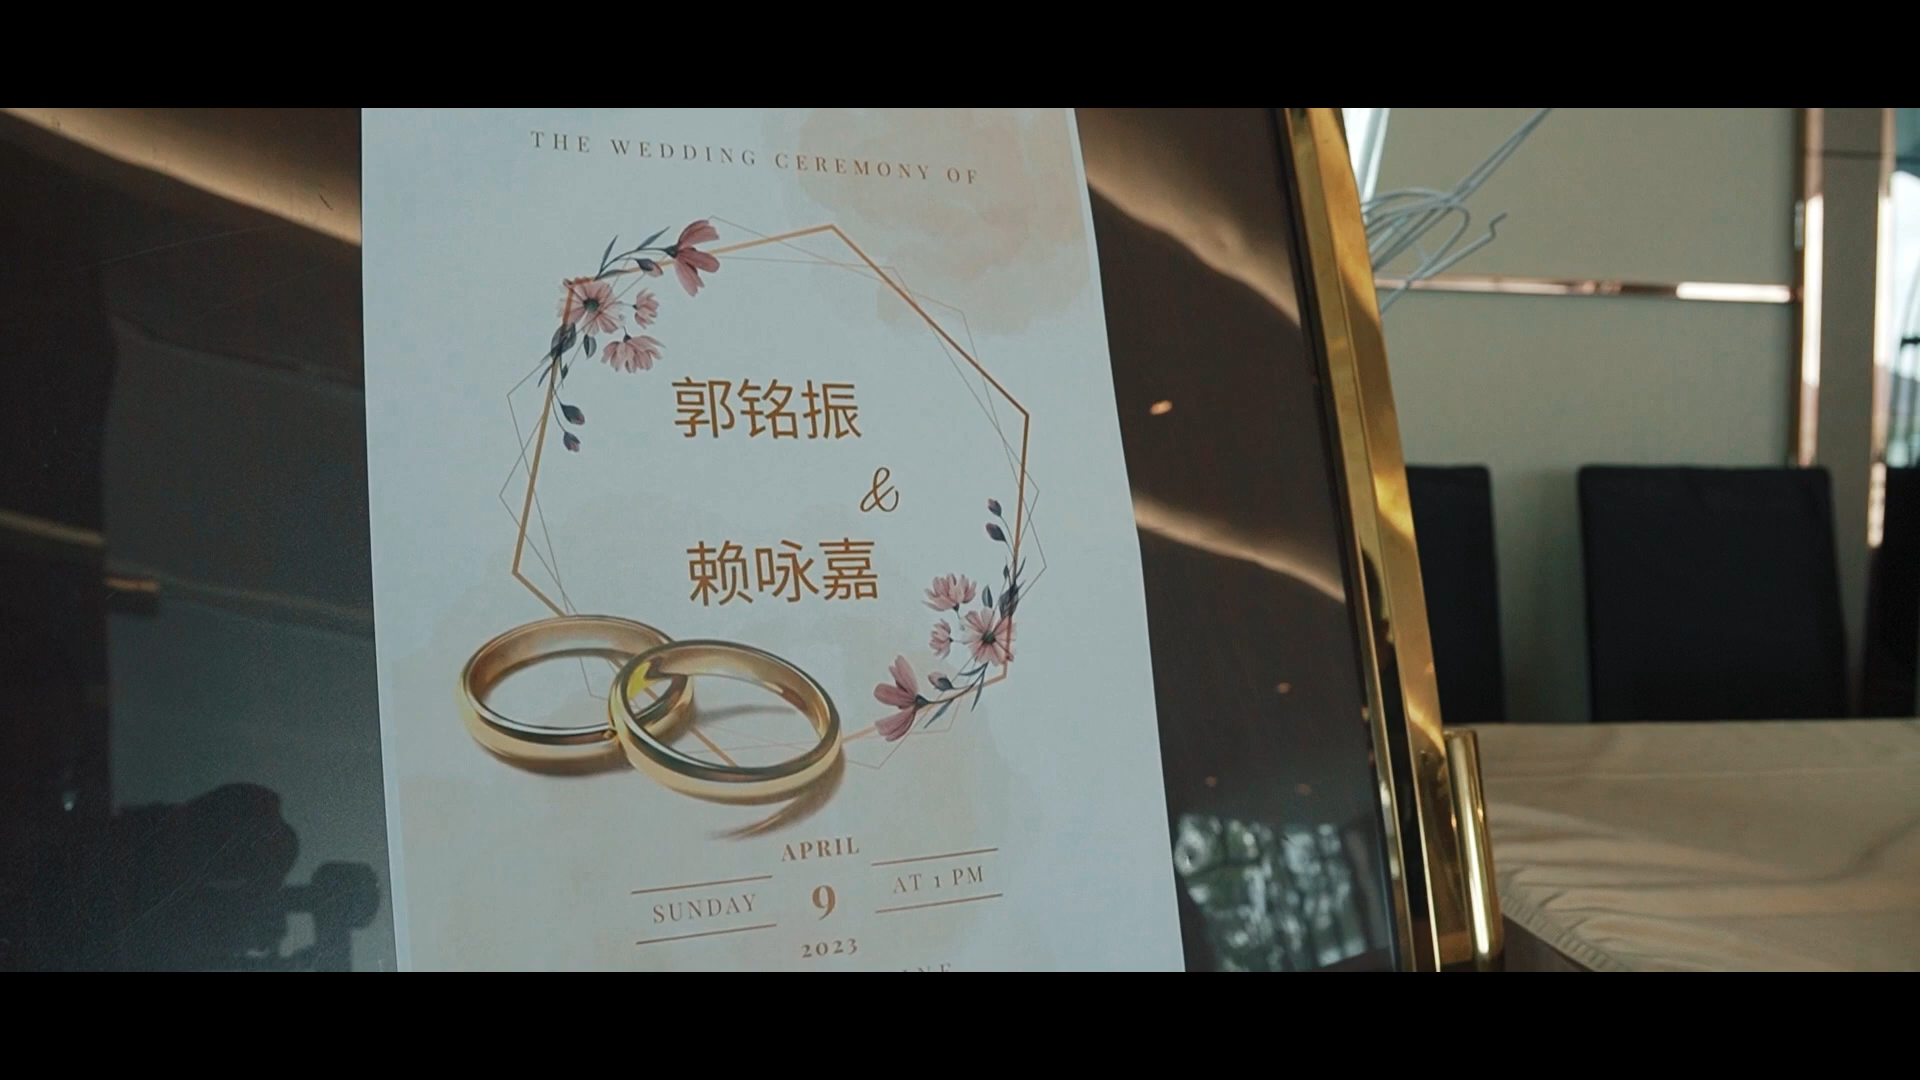 THE WEDDING CEREMONY OF
郭铭振
&
赖咏嘉
APRIL
SUNDAY 9 AT 1 PM
2023